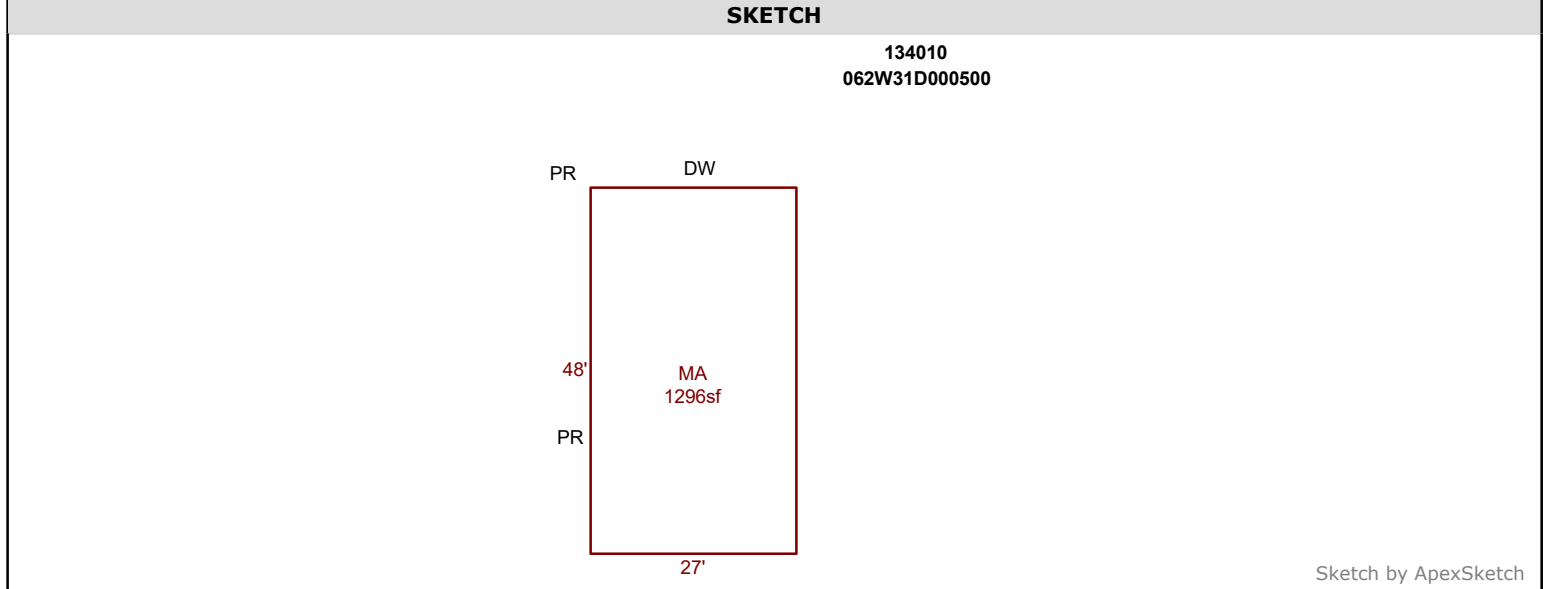 SKETCH
134010
062W31D000500
PR
DW
48'
MA
1296sf
PR
27'
Sketch by ApexSketch